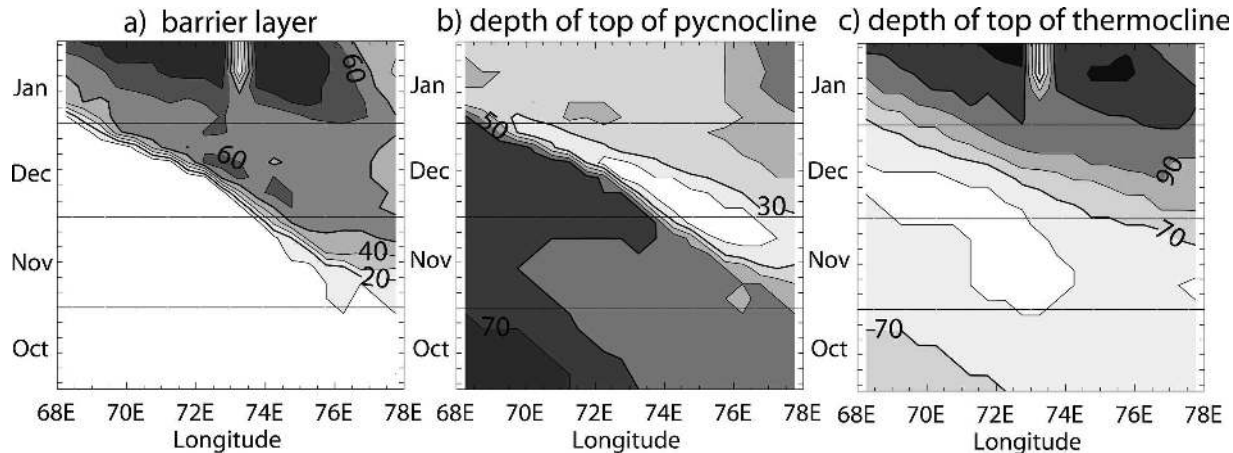 a) barrier layer
b) depth of top of pycnocline
c) depth of top of thermocline
Jan
Dec
Nov
Oct
60
60
40
20
68E 70E 72E 74E 76E 78E
Longitude
Jan
Dec
Nov
Oct
50
30
70
68E 70E 72E 74E 76E 78E
Longitude
Jan
Dec
Nov
Oct
90
70
70
68E 70E 72E 74E 76E 78E
Longitude